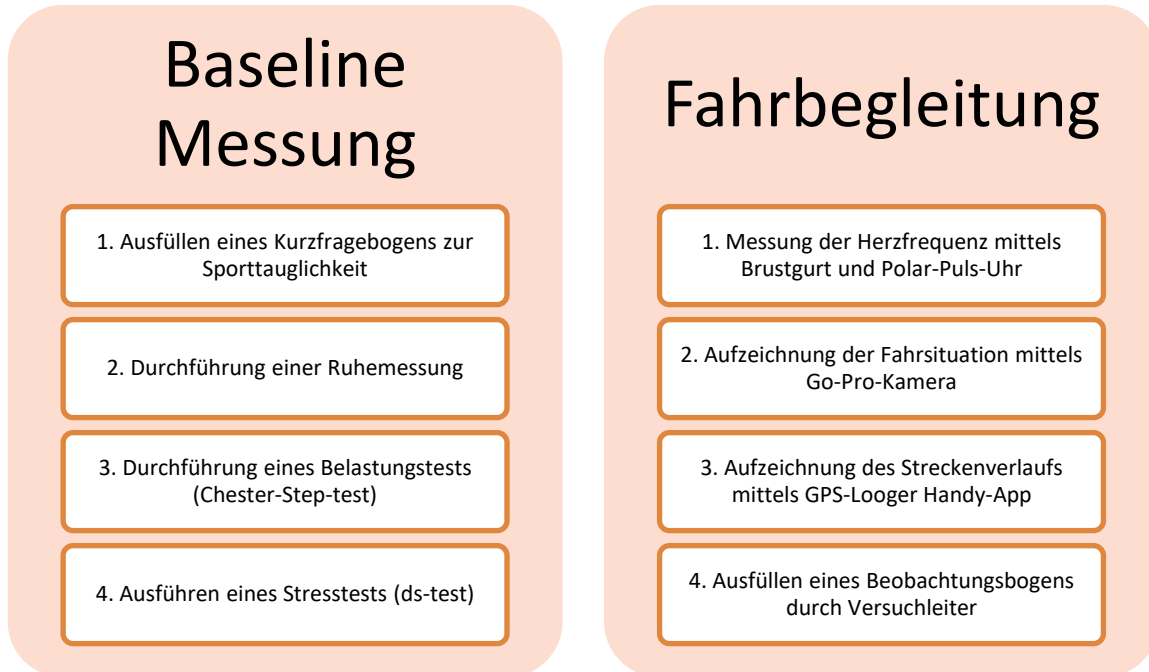 Baseline
Messung
1. Ausfüllen eines Kurzfragebogens zur
Sporttauglichkeit
2. Durchführung einer Ruhemessung
3. Durchführung eines Belastungstests
(Chester-Step-test)
4. Ausführen eines Stresstests (ds-test)
Fahrbegleitung
1. Messung der Herzfrequenz mittels
Brustgurt und Polar-Puls-Uhr
2. Aufzeichnung der Fahrsituation mittels
Go-Pro-Kamera
3. Aufzeichnung des Streckenverlaufs
mittels GPS-Looger Handy-App
4. Ausfüllen eines Beobachtungsbogens
durch Versuchleiter